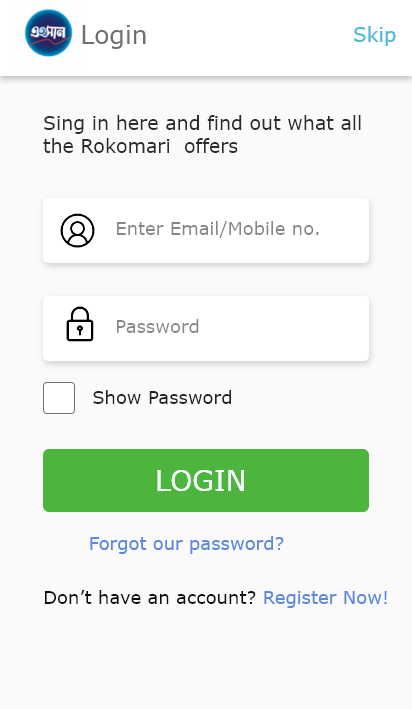 এহসান
Login
Skip
Sing in here and find out what all
the Rokomari offers
Enter Email/Mobile no.
Password
Show Password
LOGIN
Forgot our password?
Don’t have an account? Register Now!